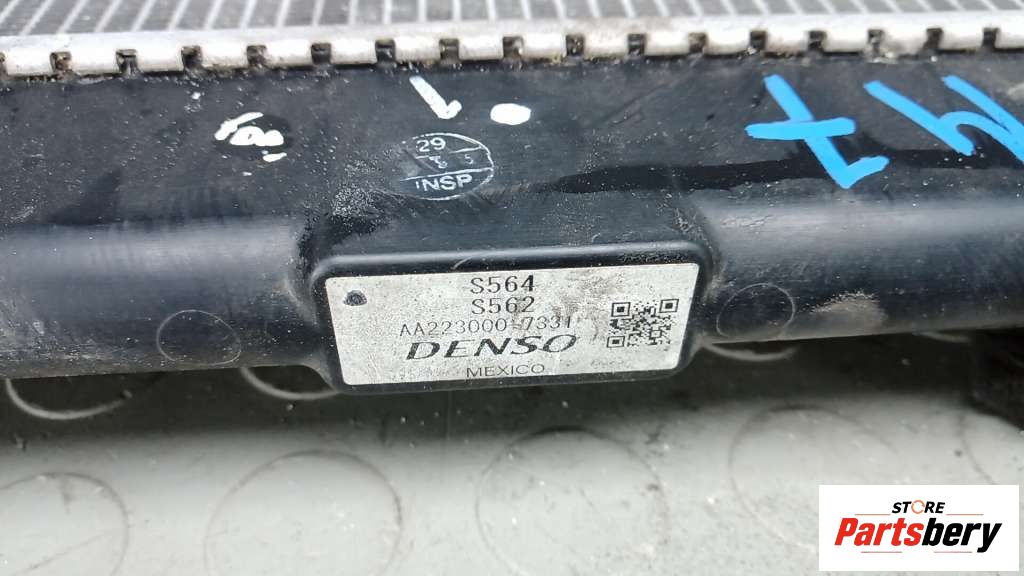 29
INSP
S564
S562
AA223000-7331
DENSO
MEXICO
STORE
Partsbery